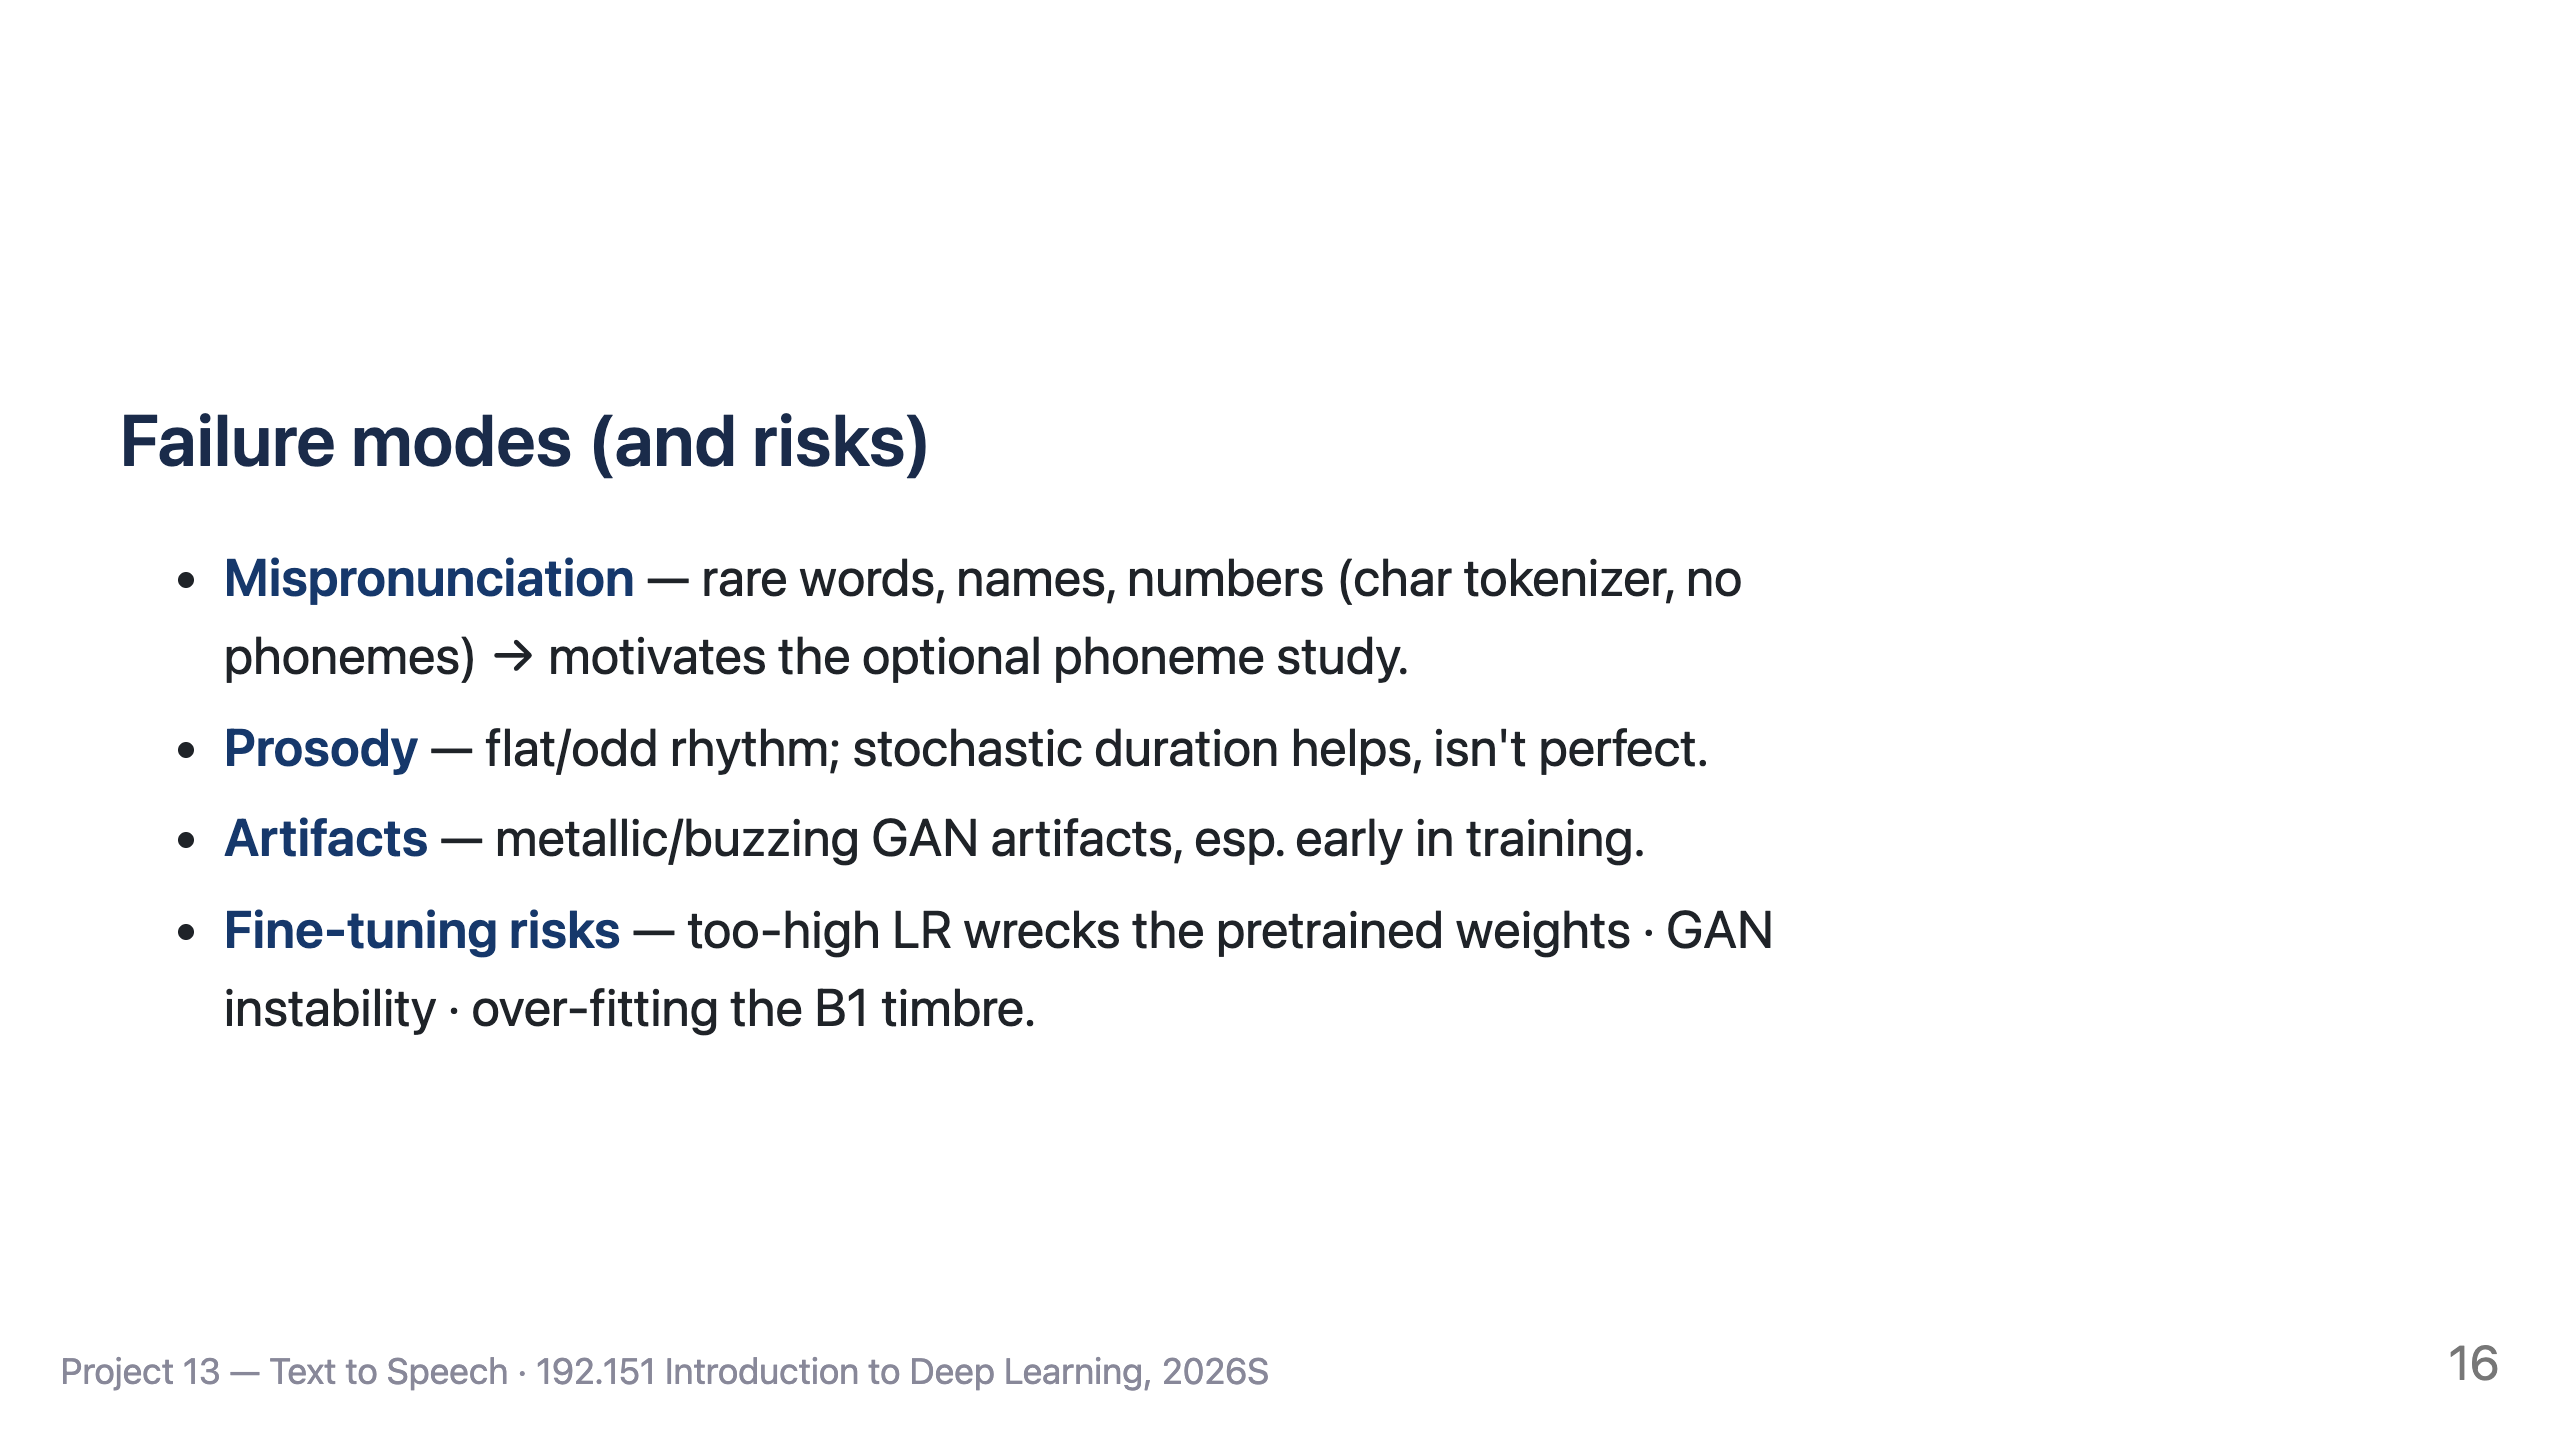 Failure modes (and risks)
• Mispronunciation — rare words, names, numbers (char tokenizer, no
phonemes) → motivates the optional phoneme study.
• Prosody — flat/odd rhythm; stochastic duration helps, isn't perfect.
• Artifacts — metallic/buzzing GAN artifacts, esp. early in training.
• Fine-tuning risks — too-high LR wrecks the pretrained weights · GAN
instability · over-fitting the B1 timbre.
Project 13 — Text to Speech · 192.151 Introduction to Deep Learning, 2026S
16